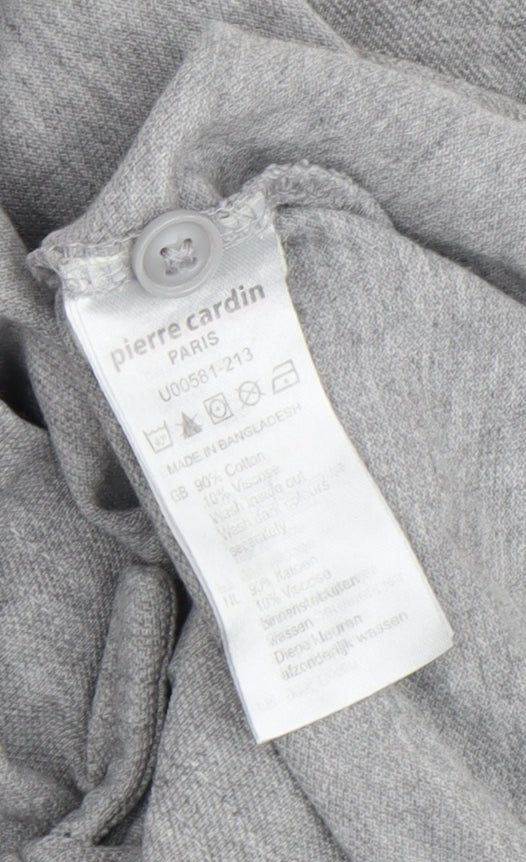 pierre cardin
PARIS
U00581-213
MADE IN BANGLADESH
GB 90% Cotton
10% Viscose
Wash inside out
Wash dark colours
separately
NL 90% Katoen
10% Viscose
binnenstebuiten
wassen
Diepe kleuren
afzonderlijk wassen